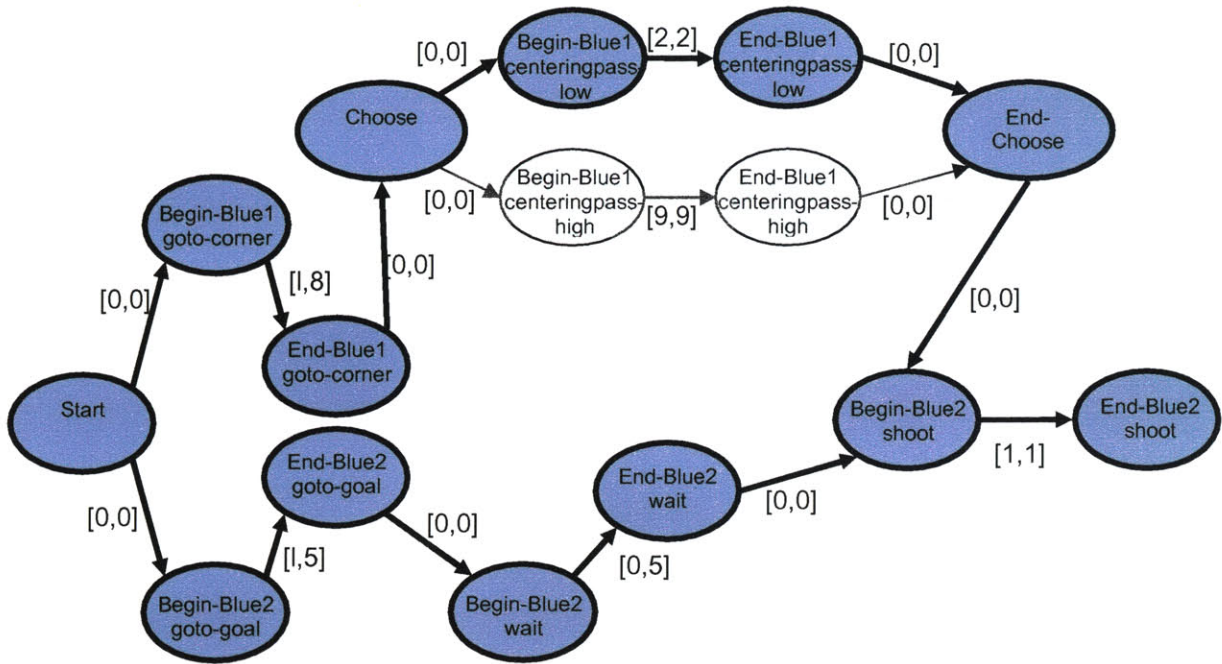 Begin-Blue1
centeringpass-
low
[2,2]
End-Blue1
centeringpass-
low
[0,0]
[0,0]
Choose
End-
Choose
[0,0]
Begin-Blue1
centeringpass-
high
[9,9]
End-Blue1
centeringpass-
high
[0,0]
Begin-Blue1
goto-corner
[0,0]
[l,8]
[0,0]
End-Blue1
goto-corner
[0,0]
Start
Begin-Blue2
shoot
[1,1]
End-Blue2
shoot
End-Blue2
goto-goal
End-Blue2
wait
[0,0]
[0,0]
[0,0]
[l,5]
[0,5]
Begin-Blue2
goto-goal
Begin-Blue2
wait